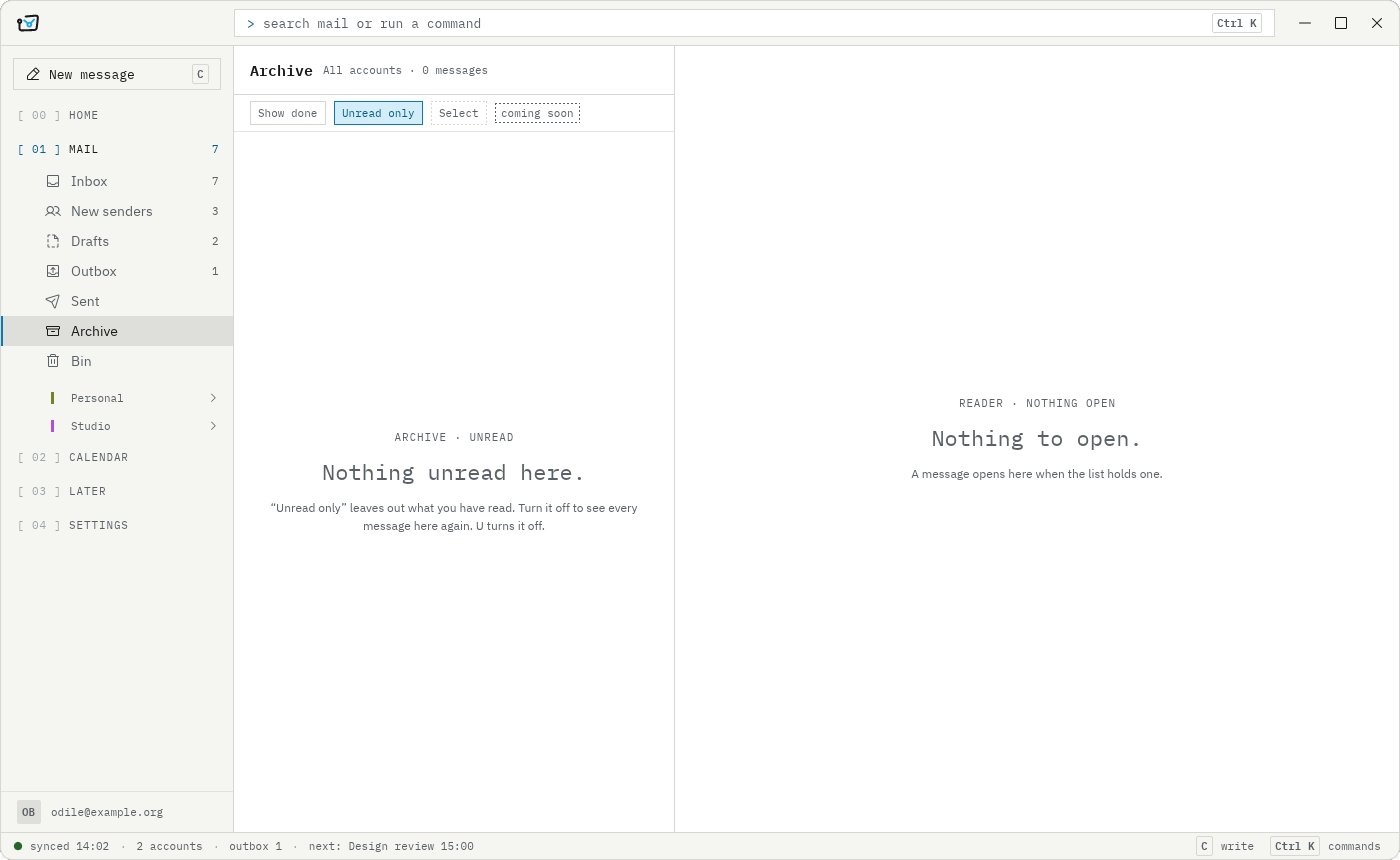 > search mail or run a command Ctrl K
New message C
[ 00 ] HOME
[ 01 ] MAIL 7
Inbox 7
New senders 3
Drafts 2
Outbox 1
Sent
Archive
Bin
Personal
Studio
[ 02 ] CALENDAR
[ 03 ] LATER
[ 04 ] SETTINGS
OB odile@example.org
Archive All accounts · 0 messages
Show done Unread only Select coming soon
ARCHIVE · UNREAD
Nothing unread here.
“Unread only” leaves out what you have read. Turn it off to see every
message here again. U turns it off.
READER · NOTHING OPEN
Nothing to open.
A message opens here when the list holds one.
synced 14:02 · 2 accounts · outbox 1 · next: Design review 15:00
C write Ctrl K commands